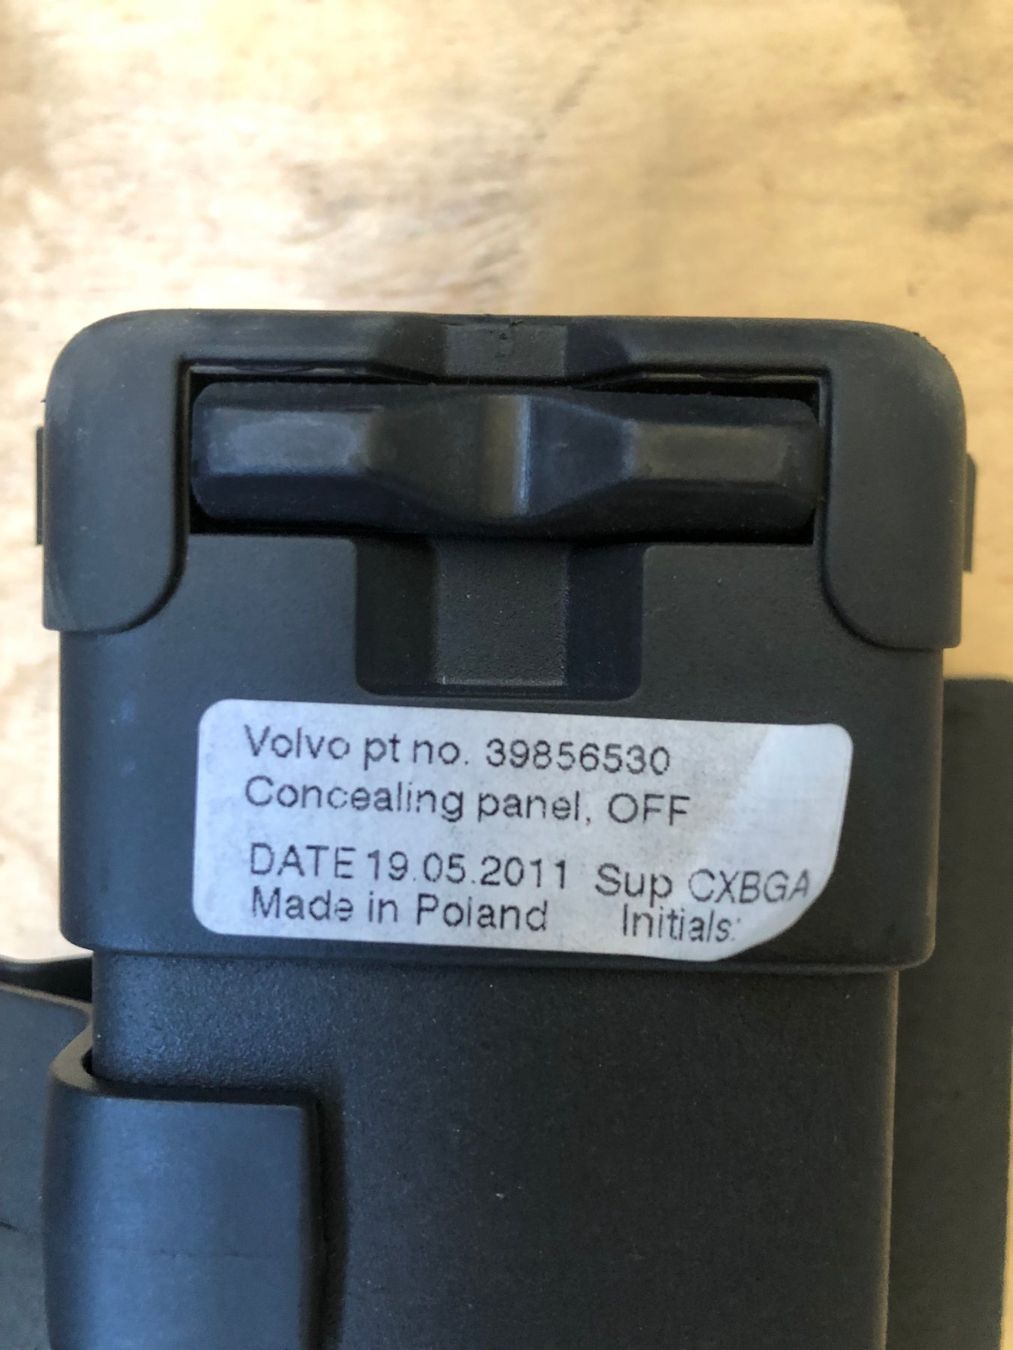 Volvo pt no. 39856530
Concealing panel, OFF
DATE 19.05.2011 Sup CXBGA
Made in Poland Initials: